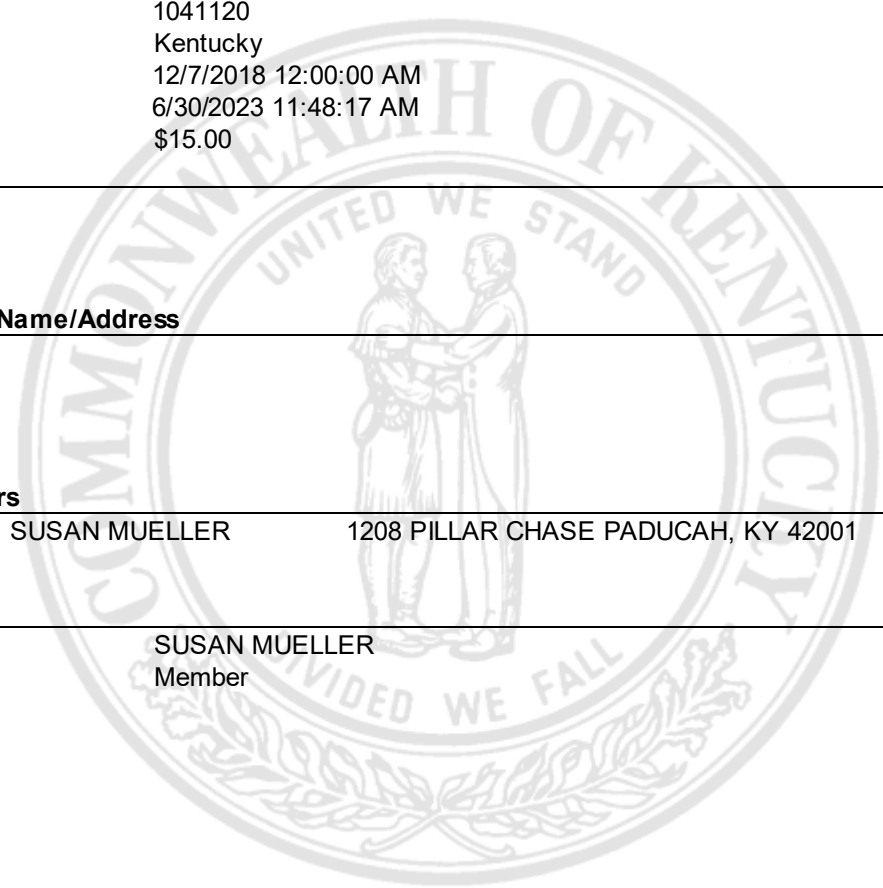 1041120
Kentucky
12/7/2018 12:00:00 AM
6/30/2023 11:48:17 AM
$15.00
Name/Address
rs
SUSAN MUELLER 1208 PILLAR CHASE PADUCAH, KY 42001
SUSAN MUELLER
Member
COMMONWEALTH OF KENTUCKY
UNITED WE STAND
DIVIDED WE FALL